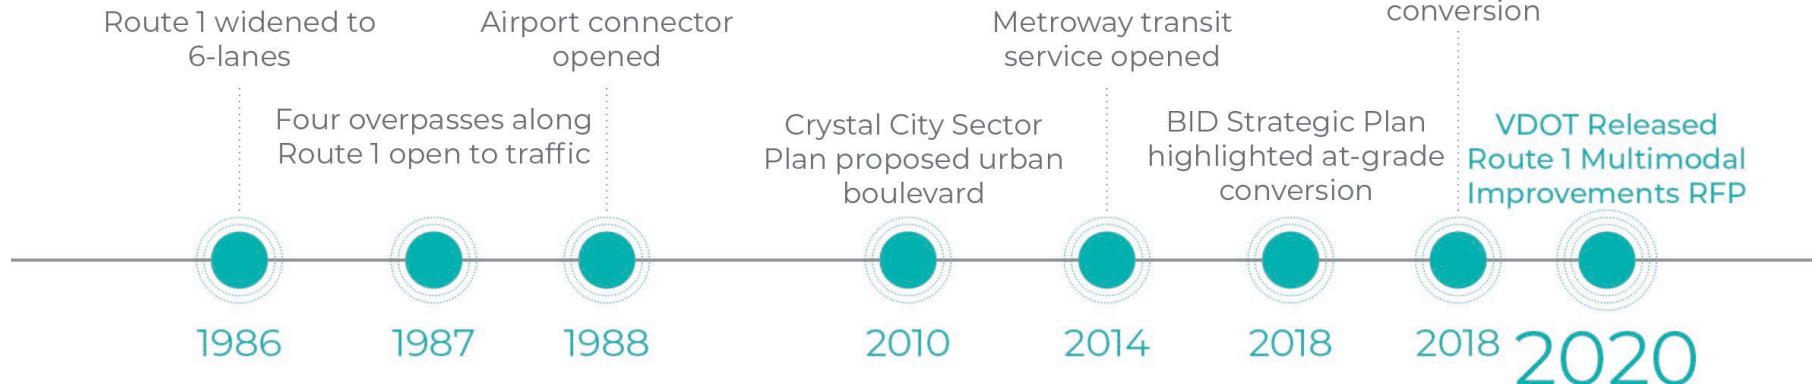 Route 1 widened to
6-lanes
Four overpasses along
Route 1 open to traffic
Airport connector
opened
Crystal City Sector
Plan proposed urban
boulevard
Metroway transit
service opened
BID Strategic Plan
highlighted at-grade
conversion
conversion
VDOT Released
Route 1 Multimodal
Improvements RFP
1986
1987
1988
2010
2014
2018
2018
2020